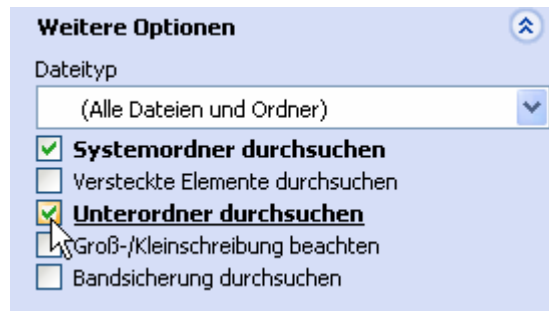 Weitere Optionen
Dateityp
(Alle Dateien und Ordner)
Systemordner durchsuchen
Versteckte Elemente durchsuchen
Unterordner durchsuchen
Groß-/Kleinschreibung beachten
Bandsicherung durchsuchen